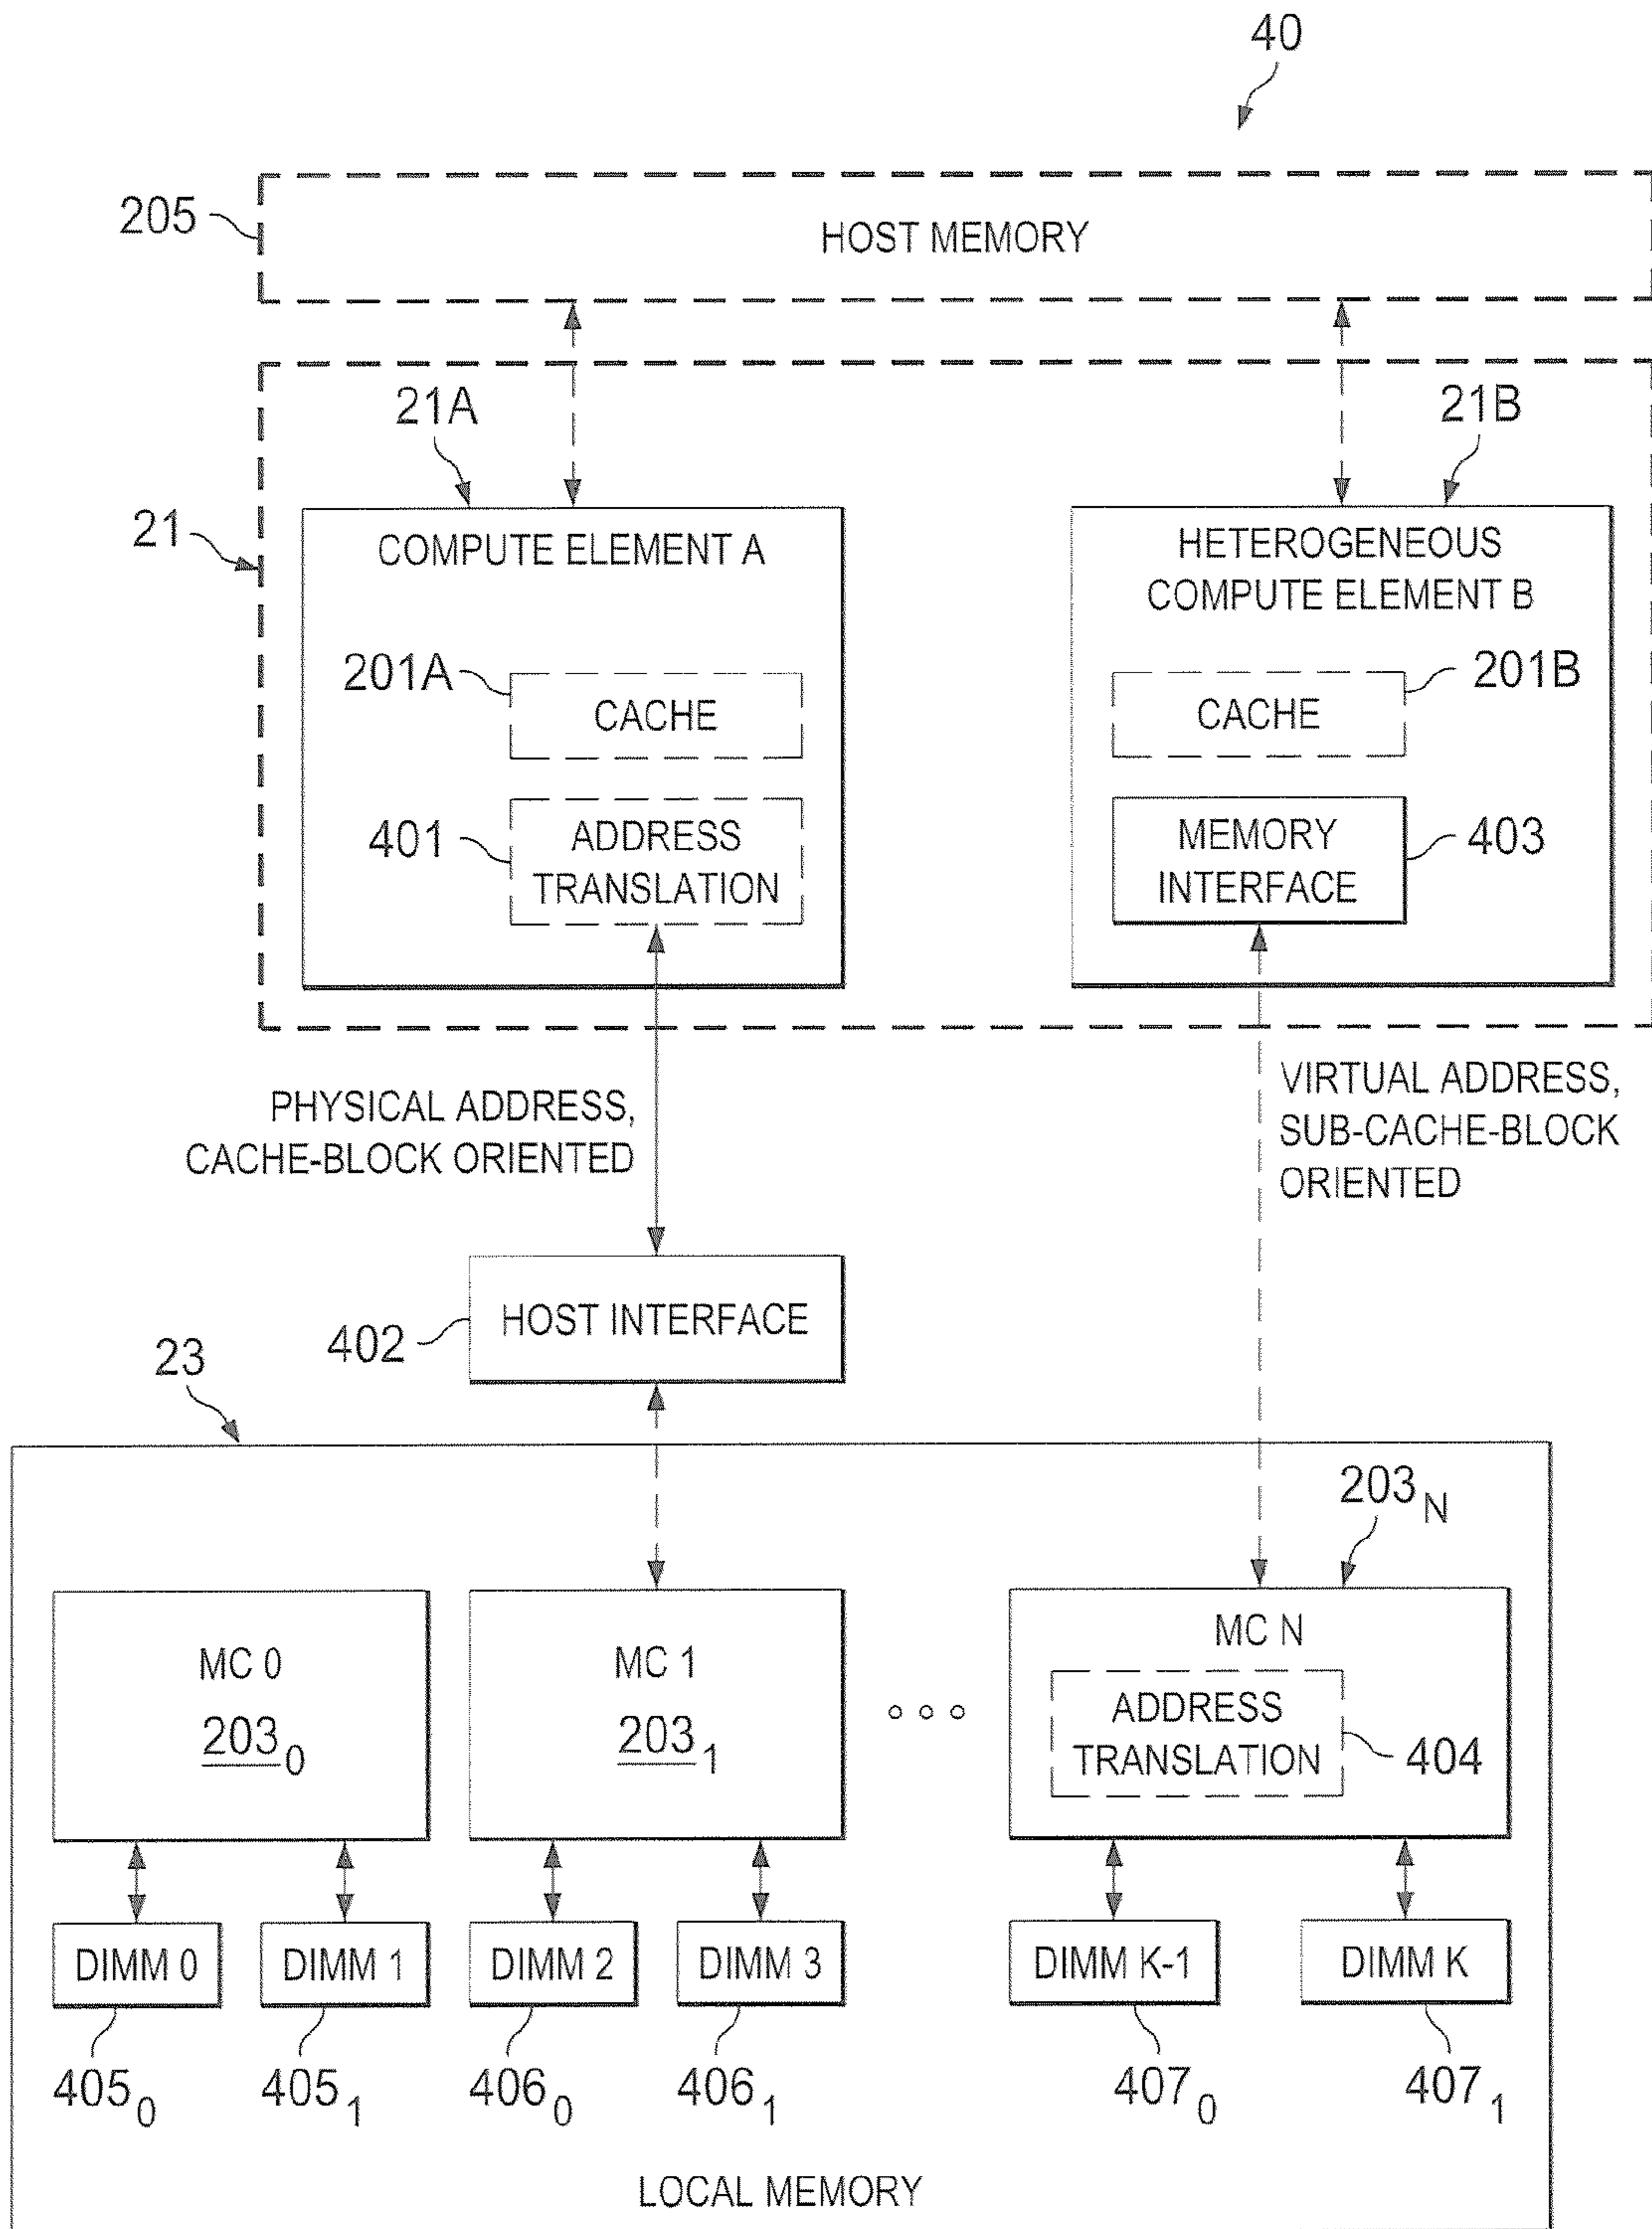 40
205
HOST MEMORY
21A
21B
21
COMPUTE ELEMENT A
HETEROGENEOUS
COMPUTE ELEMENT B
201A
CACHE
CACHE
201B
401
ADDRESS
TRANSLATION
MEMORY
INTERFACE
403
PHYSICAL ADDRESS,
CACHE-BLOCK ORIENTED
VIRTUAL ADDRESS,
SUB-CACHE-BLOCK
ORIENTED
HOST INTERFACE
402
23
203N
MC 0
2030
MC 1
2031
MC N
ADDRESS
TRANSLATION
404
DIMM 0
DIMM 1
DIMM 2
DIMM 3
DIMM K-1
DIMM K
4050
4051
4060
4061
4070
4071
LOCAL MEMORY